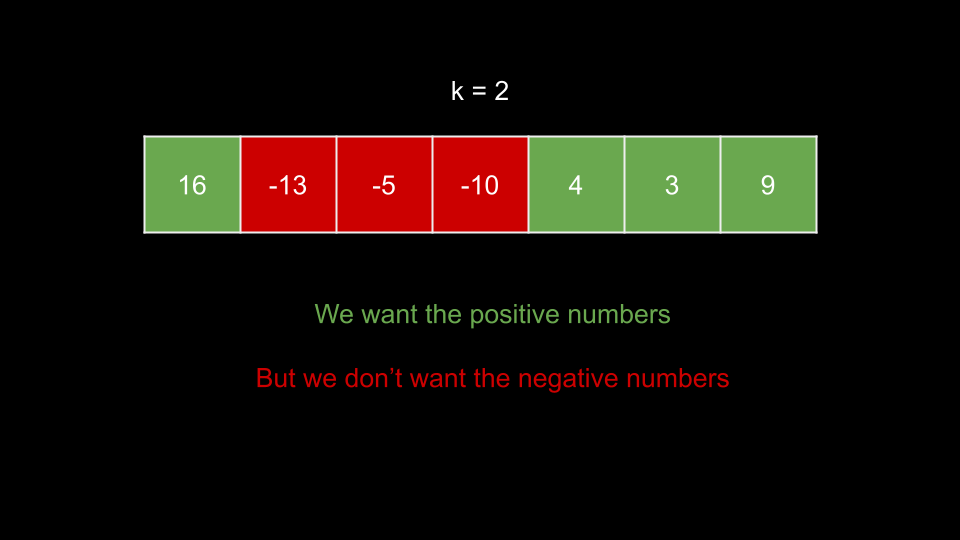 k = 2
16 -13 -5 -10 4 3 9
We want the positive numbers
But we don’t want the negative numbers